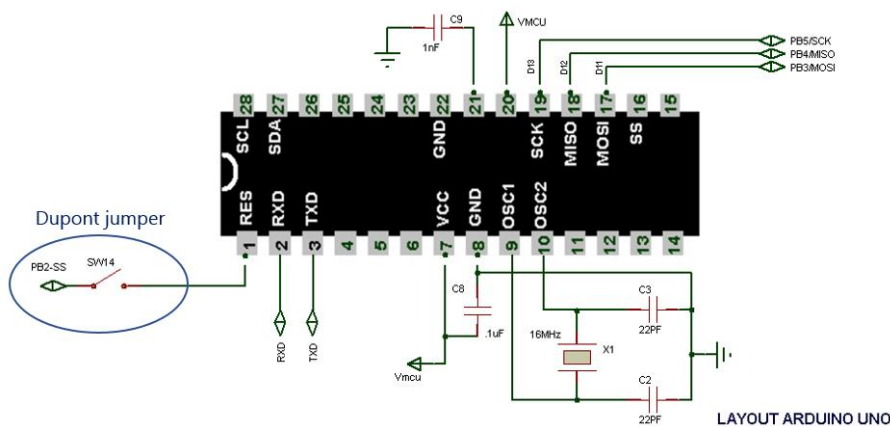 C9
1nF
VMCU
PB5/SCK
PB4/MISO
PB3/MOSI
D13
D12
D11
28 27 26 25 24 23 22 21 20 19 18 17 16 15
SCL SDA GND SCK MISO MOSI SS
RES RXD TXD VCC GND OSC1 OSC2
1 2 3 4 5 6 7 8 9 10 11 12 13 14
Dupont jumper
PB2-SS
SW14
RXD
TXD
C8
.1uF
Vmcu
16MHz
X1
C3
22PF
C2
22PF
LAYOUT ARDUINO UNO